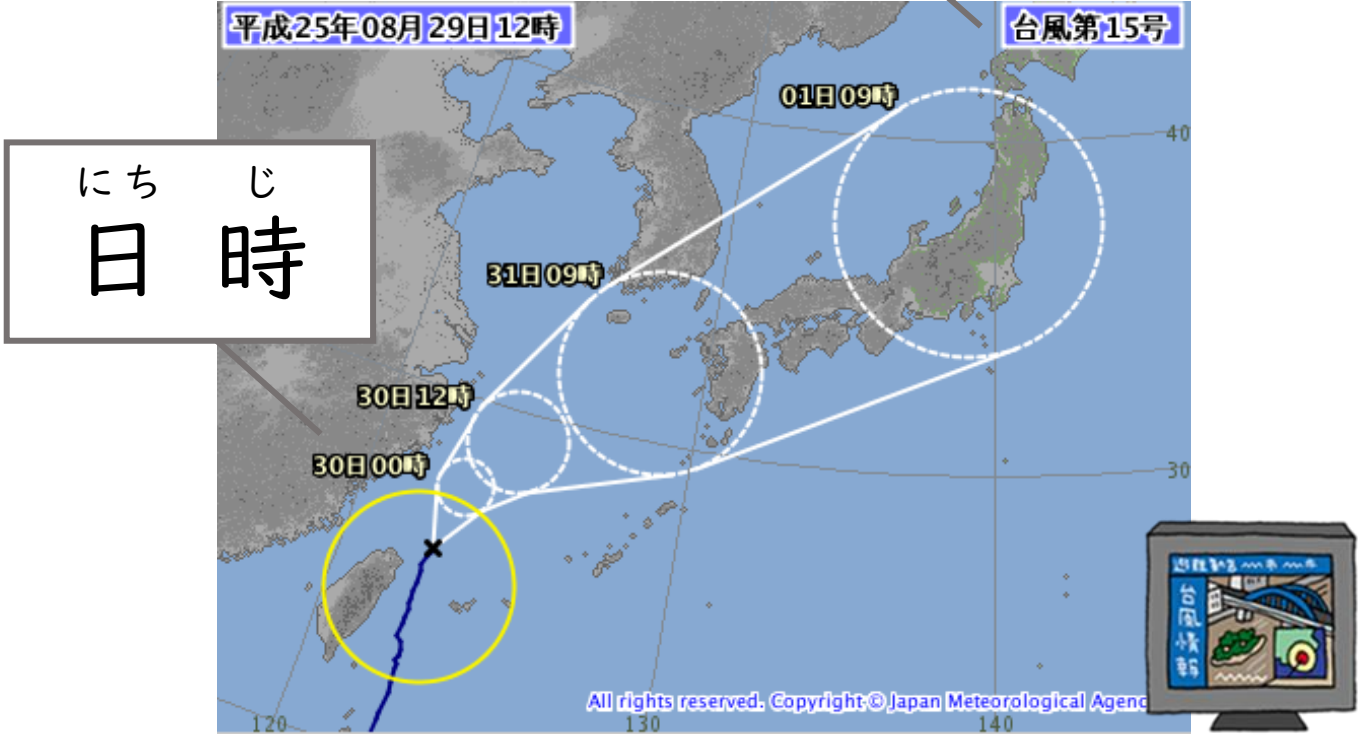 平成25年08月29日12時
台風第15号
01日09時
40
にち じ
日 時
31日09時
30日12時
30日00時
30
台風情報
All rights reserved. Copyright © Japan Meteorological Agenc
120
130
140